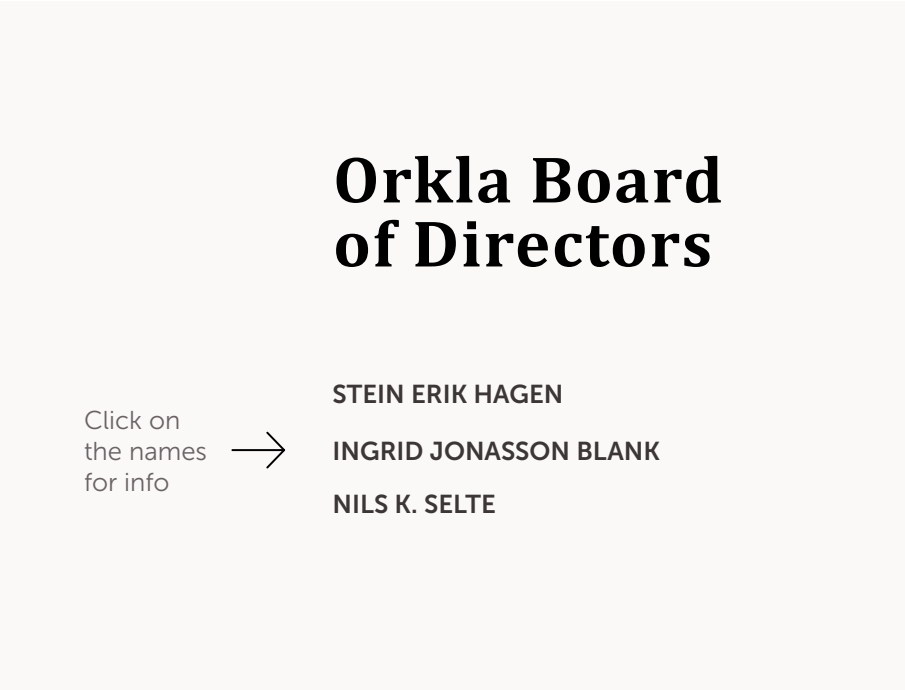 Orkla Board
of Directors
Click on
the names
for info
STEIN ERIK HAGEN
INGRID JONASSON BLANK
NILS K. SELTE